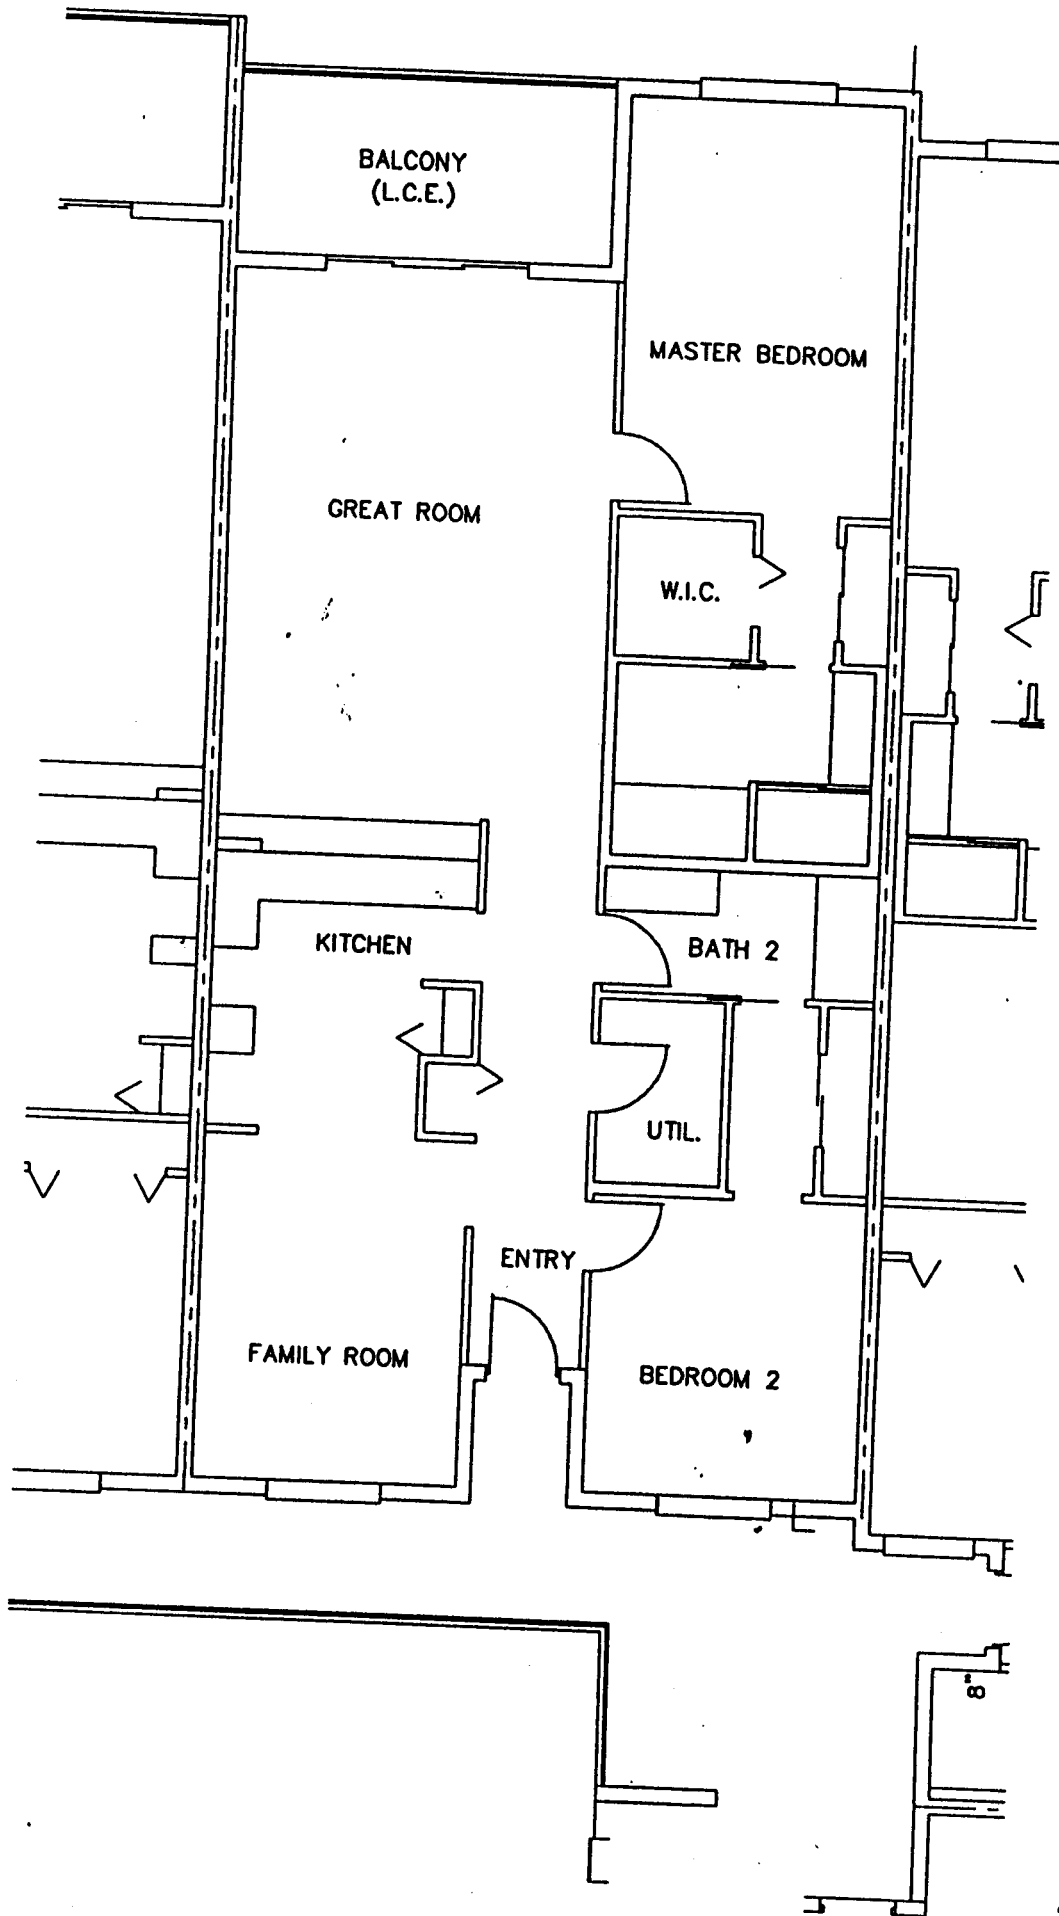 BALCONY
(L.C.E.)
MASTER BEDROOM
GREAT ROOM
W.I.C.
KITCHEN
BATH 2
UTIL.
ENTRY
FAMILY ROOM
BEDROOM 2